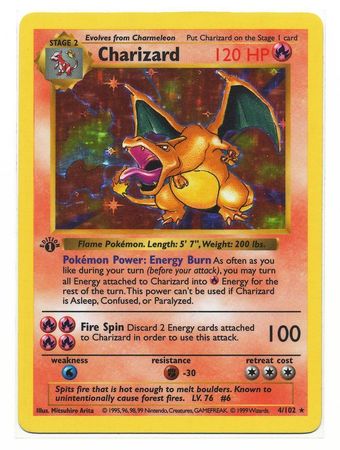 Evolves from Charmeleon Put Charizard on the Stage 1 card
STAGE 2
Charizard 120 HP
EDITION
1
Flame Pokémon. Length: 5' 7", Weight: 200 lbs.
Pokémon Power: Energy Burn As often as you
like during your turn (before your attack), you may turn
all Energy attached to Charizard into Energy for the
rest of the turn. This power can't be used if Charizard
is Asleep, Confused, or Paralyzed.
Fire Spin Discard 2 Energy cards attached
to Charizard in order to use this attack. 100
weakness resistance retreat cost
-30
Spits fire that is hot enough to melt boulders. Known to
unintentionally cause forest fires. LV. 76 #6
Illus. Mitsuhiro Arita © 1995, 96, 98, 99 Nintendo, Creatures, GAMEFREAK. © 1999 Wizards. 4/102 ★